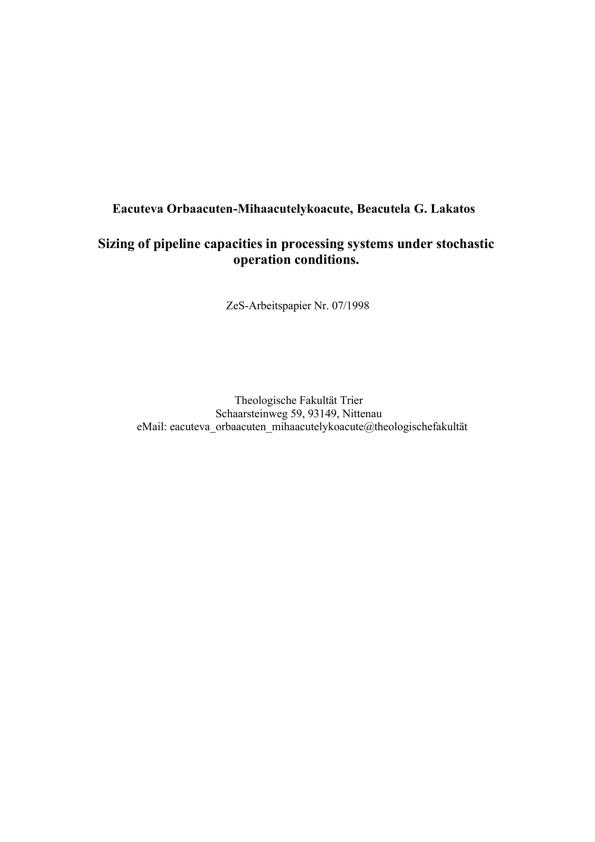 Eacuteva Orbaacuten-Mihaacutelykoacute, Beacutela G. Lakatos
Sizing of pipeline capacities in processing systems under stochastic
operation conditions.
ZeS-Arbeitspapier Nr. 07/1998
Theologische Fakultät Trier
Schaarsteinweg 59, 93149, Nittenau
eMail: eacuteva_orbaacuten_mihaacutelykoacute@theologischefakultät